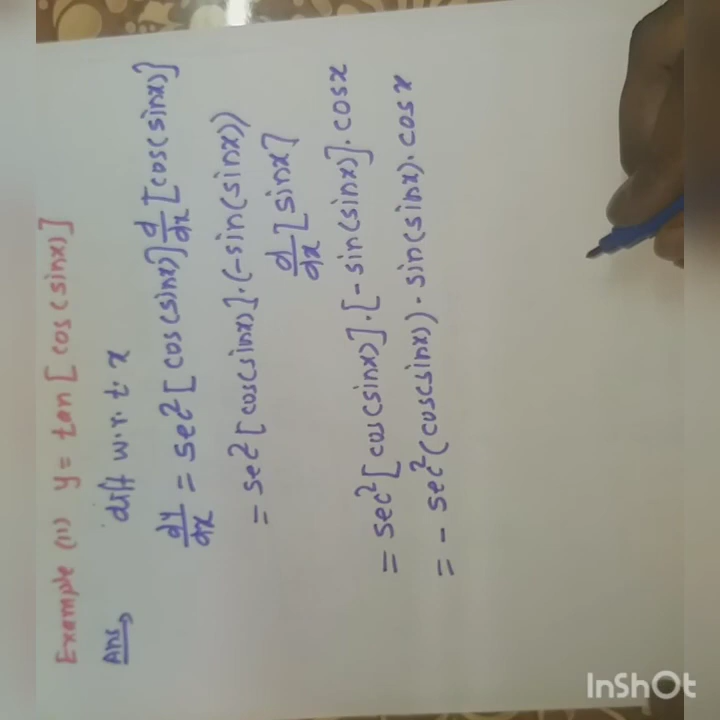 Example (11) y = tan[cos(sinx)]
Ans, diff w.r.t. x
dy/dx = sec²[cos(sinx)] d/dx [cos(sinx)]
= sec²[cos(sinx)].(-sin(sinx))
d/dx [sinx]
= sec²[cos(sinx)].[-sin(sinx)].cosx
= - sec²(cos(sinx)).sin(sinx).cosx
InShOt